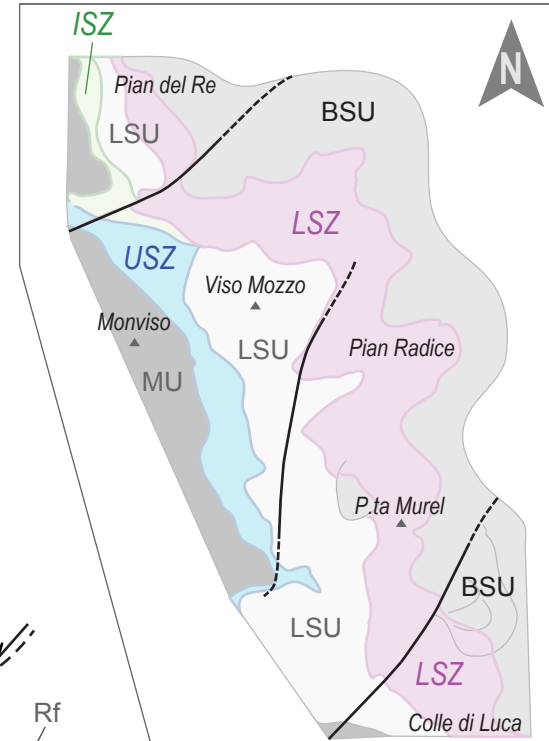 ISZ
N
Pian del Re
BSU
LSU
LSZ
USZ
Viso Mozzo
Monviso
LSU
Pian Radice
MU
P.ta Murel
BSU
LSU
LSZ
Rf
Colle di Luca